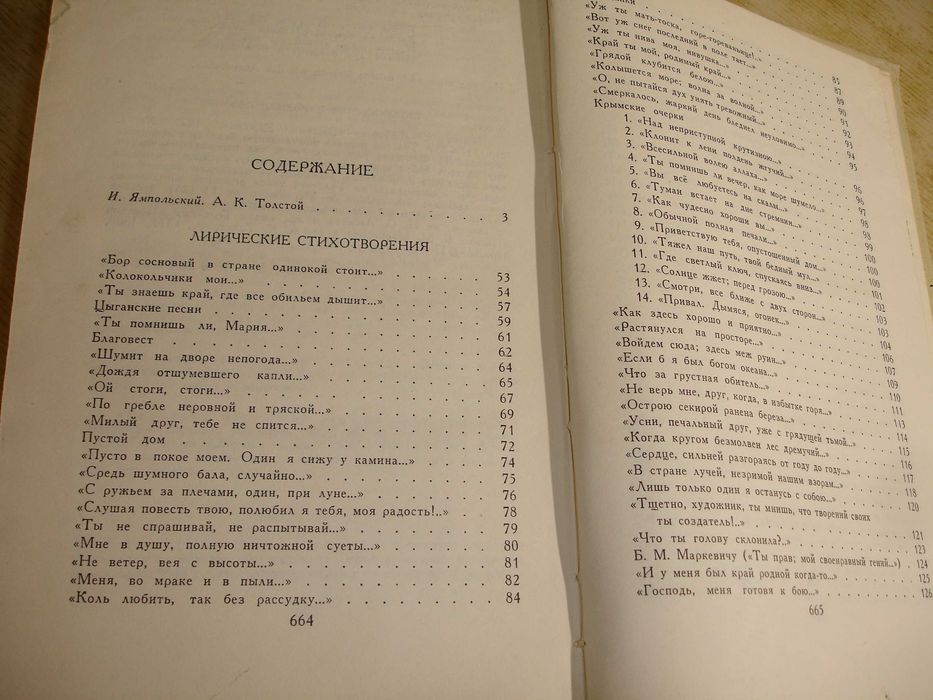 СОДЕРЖАНИЕ
И. Ямпольский. А. К. Толстой . . . . . . . . . . 3
ЛИРИЧЕСКИЕ СТИХОТВОРЕНИЯ
«Бор сосновый в стране одинокой стоит...» . . . . 53
«Колокольчики мои...» . . . . . . . . . . 54
«Ты знаешь край, где все обильем дышит...» . . . . 57
Цыганские песни . . . . . . . . . . 59
«Ты помнишь ли, Мария...» . . . . . . . . . . 61
Благовест . . . . . . . . . . 62
«Шумит на дворе непогода...» . . . . . . . . . . 64
«Дождя отшумевшего капли...» . . . . . . . . . . 65
«Ой стоги, стоги...» . . . . . . . . . . 67
«По гребле неровной и тряской...» . . . . . . . . 69
«Милый друг, тебе не спится...» . . . . . . . . 71
Пустой дом . . . . . . . . . . 72
«Пусто в покое моем. Один я сижу у камина...» . . . . 74
«Средь шумного бала, случайно...» . . . . . . . . 75
«С ружьем за плечами, один, при луне...» . . . . 76
«Слушая повесть твою, полюбил я тебя, моя радость!.. » . . 78
«Ты не спрашивай, не распытывай...» . . . . . . 79
«Мне в душу, полную ничтожной суеты...» . . . . 80
«Не ветер, вея с высоты...» . . . . . . . . 81
«Меня, во мраке и в пыли...» . . . . . . . . 82
«Коль любить, так без рассудку...» . . . . . . . . 84
664
«Уж ты мать-тоска, горе-гореваньице!..» . . . . 85
«Вот уж снег последний в поле тает...» . . . . 87
«Уж ты нива моя, нивушка...» . . . . 89
«Край ты мой, родимый край...» . . . . 90
«Грядой клубится белою...» . . . . 91
«Колышется море; волна за волной...» . . . . 92
«О, не пытайся дух унять тревожный...» . . . . 93
«Смеркалось, жаркий день бледнел неуловимо...» . . . . 94
Крымские очерки . . . . 95
1. «Над неприступной крутизною...» . . . . 96
2. «Клонит к лени полдень жгучий...» . . . . 96
3. «Всесильной волею аллаха...» . . . . 97
4. «Ты помнишь ли вечер, как море шумело...» . . . . 98
5. «Вы всё любуетесь на скалы...» . . . . 98
6. «Туман встает на дне стремнин...» . . . . 99
7. «Как чудесно хороши вы...» . . . . 100
8. «Обычной полная печали...» . . . . 100
9. «Приветствую тебя, опустошенный дом...» . . . . 100
10. «Тяжел наш путь, твой бедный мул...» . . . . 101
11. «Где светлый ключ, спускаясь вниз...» . . . . 102
12. «Солнце жжет; перед грозою...» . . . . 103
13. «Смотри, все ближе с двух сторон...» . . . . 103
14. «Привал. Дымяся, огонек...» . . . . 104
«Как здесь хорошо и приятно...» . . . . 106
«Растянулся на просторе...» . . . . 107
«Войдем сюда; здесь меж руин...» . . . . 109
«Если б я был богом океана...» . . . . 110
«Что за грустная обитель...» . . . . 111
«Не верь мне, друг, когда, в избытке горя...» . . . . 113
«Острою секирой ранена береза...» . . . . 114
«Усни, печальный друг, уже с грядущей тьмой...» . . . . 115
«Когда кругом безмолвен лес дремучий...» . . . . 116
«Сердце, сильней разгораясь от году до году...» . . . . 117
«В стране лучей, незримой нашим взорам...» . . . . 118
«Лишь только один я останусь с собою...» . . . . 120
«Тщетно, художник, ты мнишь, что творений своих
ты создатель!..» . . . . 121
«Что ты голову склонила?..» . . . . 123
Б. М. Маркевичу («Ты прав; мой своенравный гений...») . . 124
«И у меня был край родной когда-то...» . . . . 125
«Господь, меня готовя к бою...» . . . . 126
665